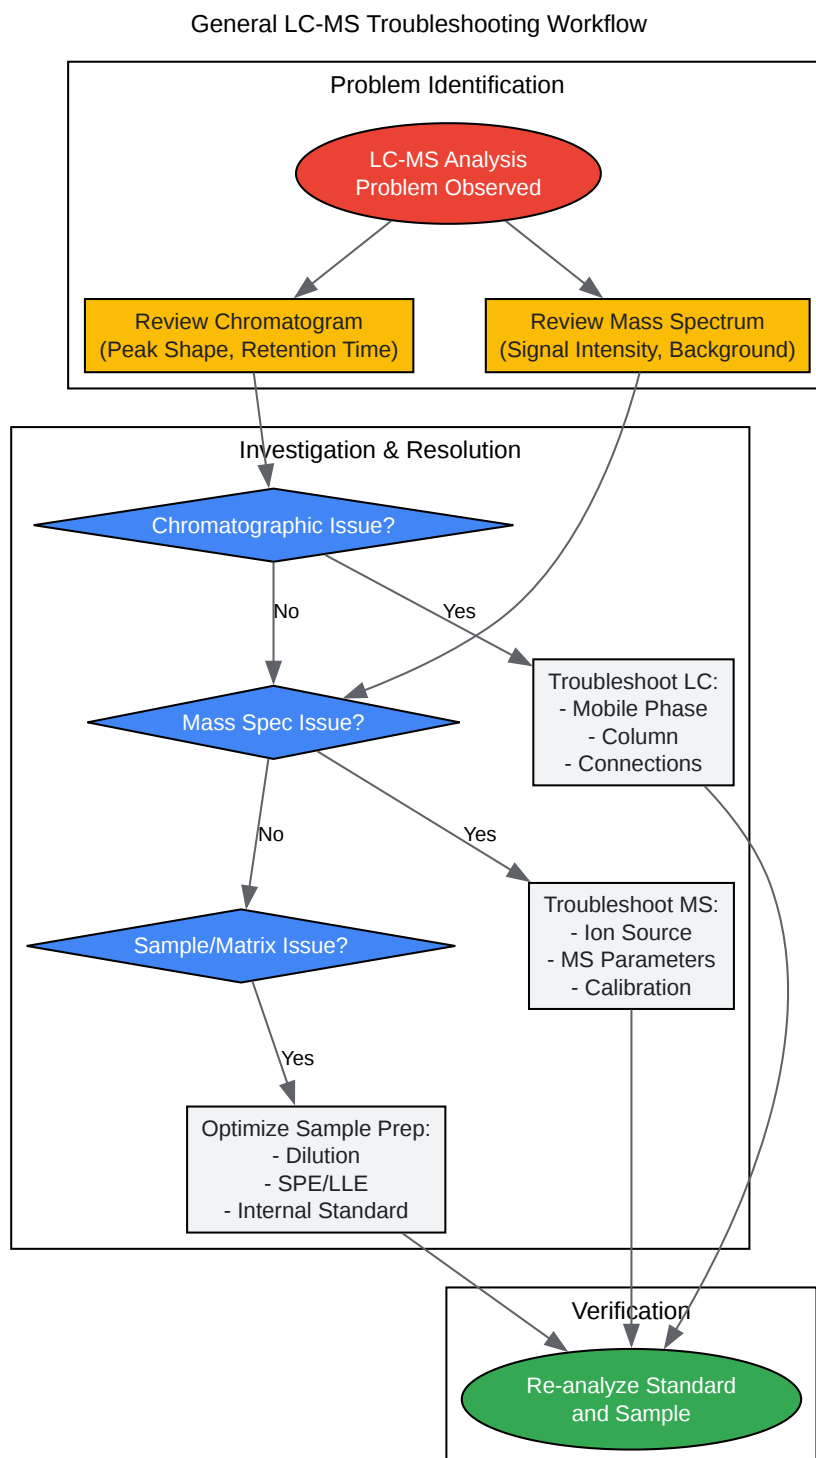 General LC-MS Troubleshooting Workflow
Problem Identification
LC-MS Analysis
Problem Observed
Review Chromatogram
(Peak Shape, Retention Time)
Review Mass Spectrum
(Signal Intensity, Background)
Investigation & Resolution
Chromatographic Issue?
No
Yes
Troubleshoot LC:
- Mobile Phase
- Column
- Connections
Mass Spec Issue?
No
Yes
Troubleshoot MS:
- Ion Source
- MS Parameters
- Calibration
Sample/Matrix Issue?
Yes
Optimize Sample Prep:
- Dilution
- SPE/LLE
- Internal Standard
Verification
Re-analyze Standard
and Sample